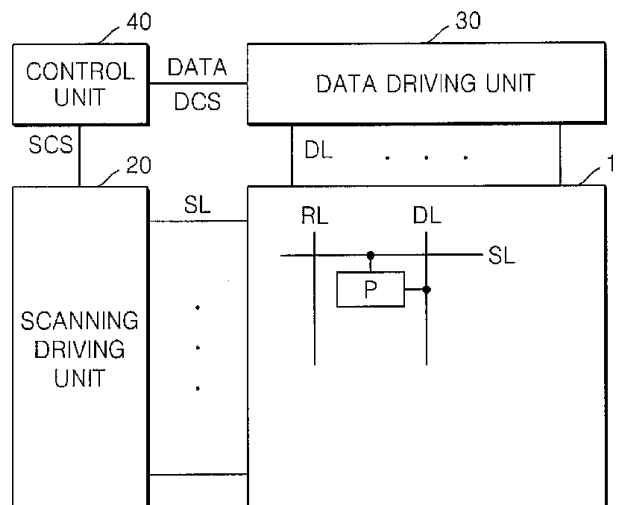 40
30
CONTROL
UNIT
DATA
DCS
DATA DRIVING UNIT
SCS
20
DL
. . .
1
SL
RL
DL
SL
P
SCANNING
DRIVING
UNIT